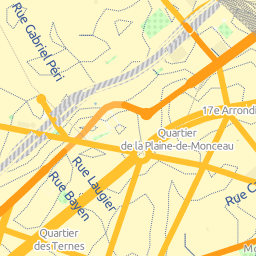 Rue Gabriel Péri
17e Arrondi
Quartier
de la Plaine-de-Monceau
Rue Laugier
Rue Bayen
Rue C
Quartier
des Ternes
Mo